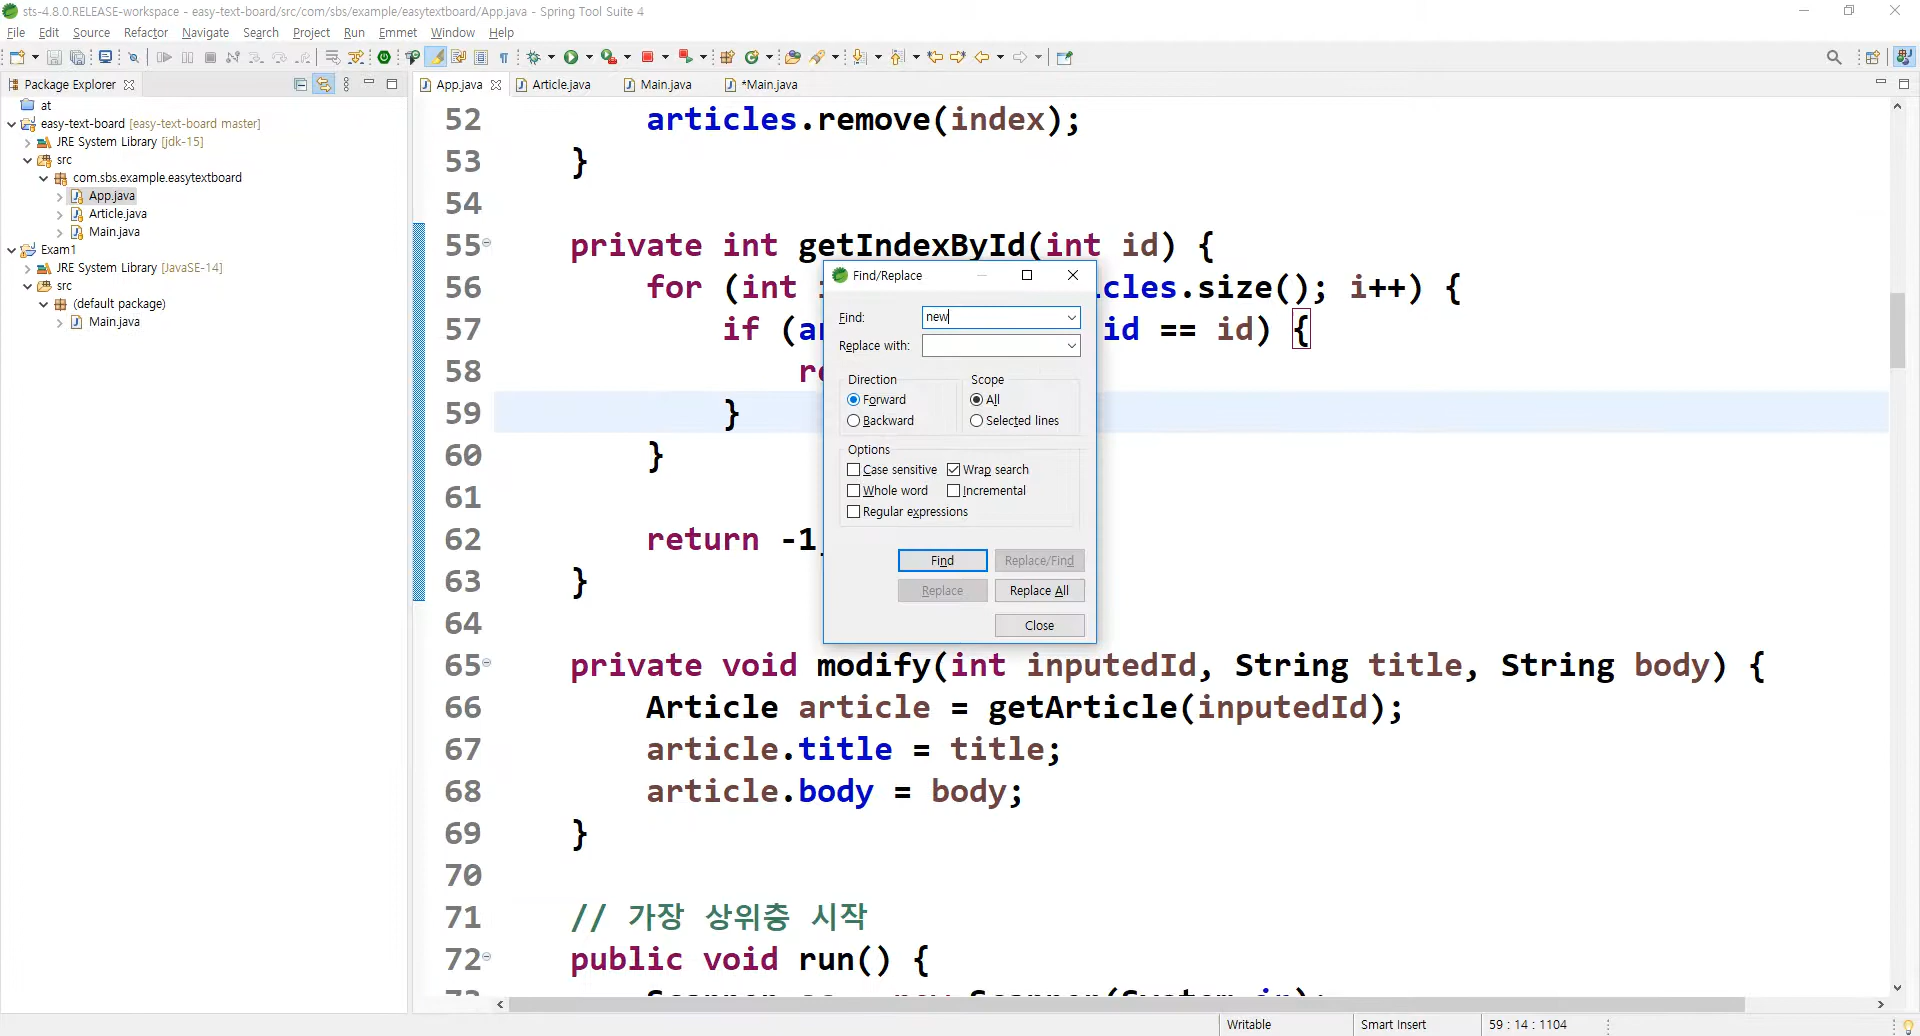 sts-4.8.0.RELEASE-workspace - easy-text-board/src/com/sbs/example/easytextboard/App.java - Spring Tool Suite 4
File Edit Source Refactor Navigate Search Project Run Emmet Window Help
Package Explorer
at
easy-text-board [easy-text-board master]
JRE System Library [jdk-15]
src
com.sbs.example.easytextboard
App.java
Article.java
Main.java
Exam1
JRE System Library [JavaSE-14]
src
(default package)
Main.java
App.java Article.java Main.java *Main.java
52 articles.remove(index);
53 }
54
55 private int getIndexById(int id) {
56 for (int icles.size(); i++) {
57 if (a id == id) {
58 re
59 }
60 }
61
62 return -1
63 }
64
65 private void modify(int inputedId, String title, String body) {
66 Article article = getArticle(inputedId);
67 article.title = title;
68 article.body = body;
69 }
70
71 // 가장 상위층 시작
72 public void run() {
Find/Replace
Find: new
Replace with:
Direction Scope
Forward All
Backward Selected lines
Options
Case sensitive Wrap search
Whole word Incremental
Regular expressions
Find Replace/Find
Replace Replace All
Close
Writable Smart Insert 59 : 14 : 1104